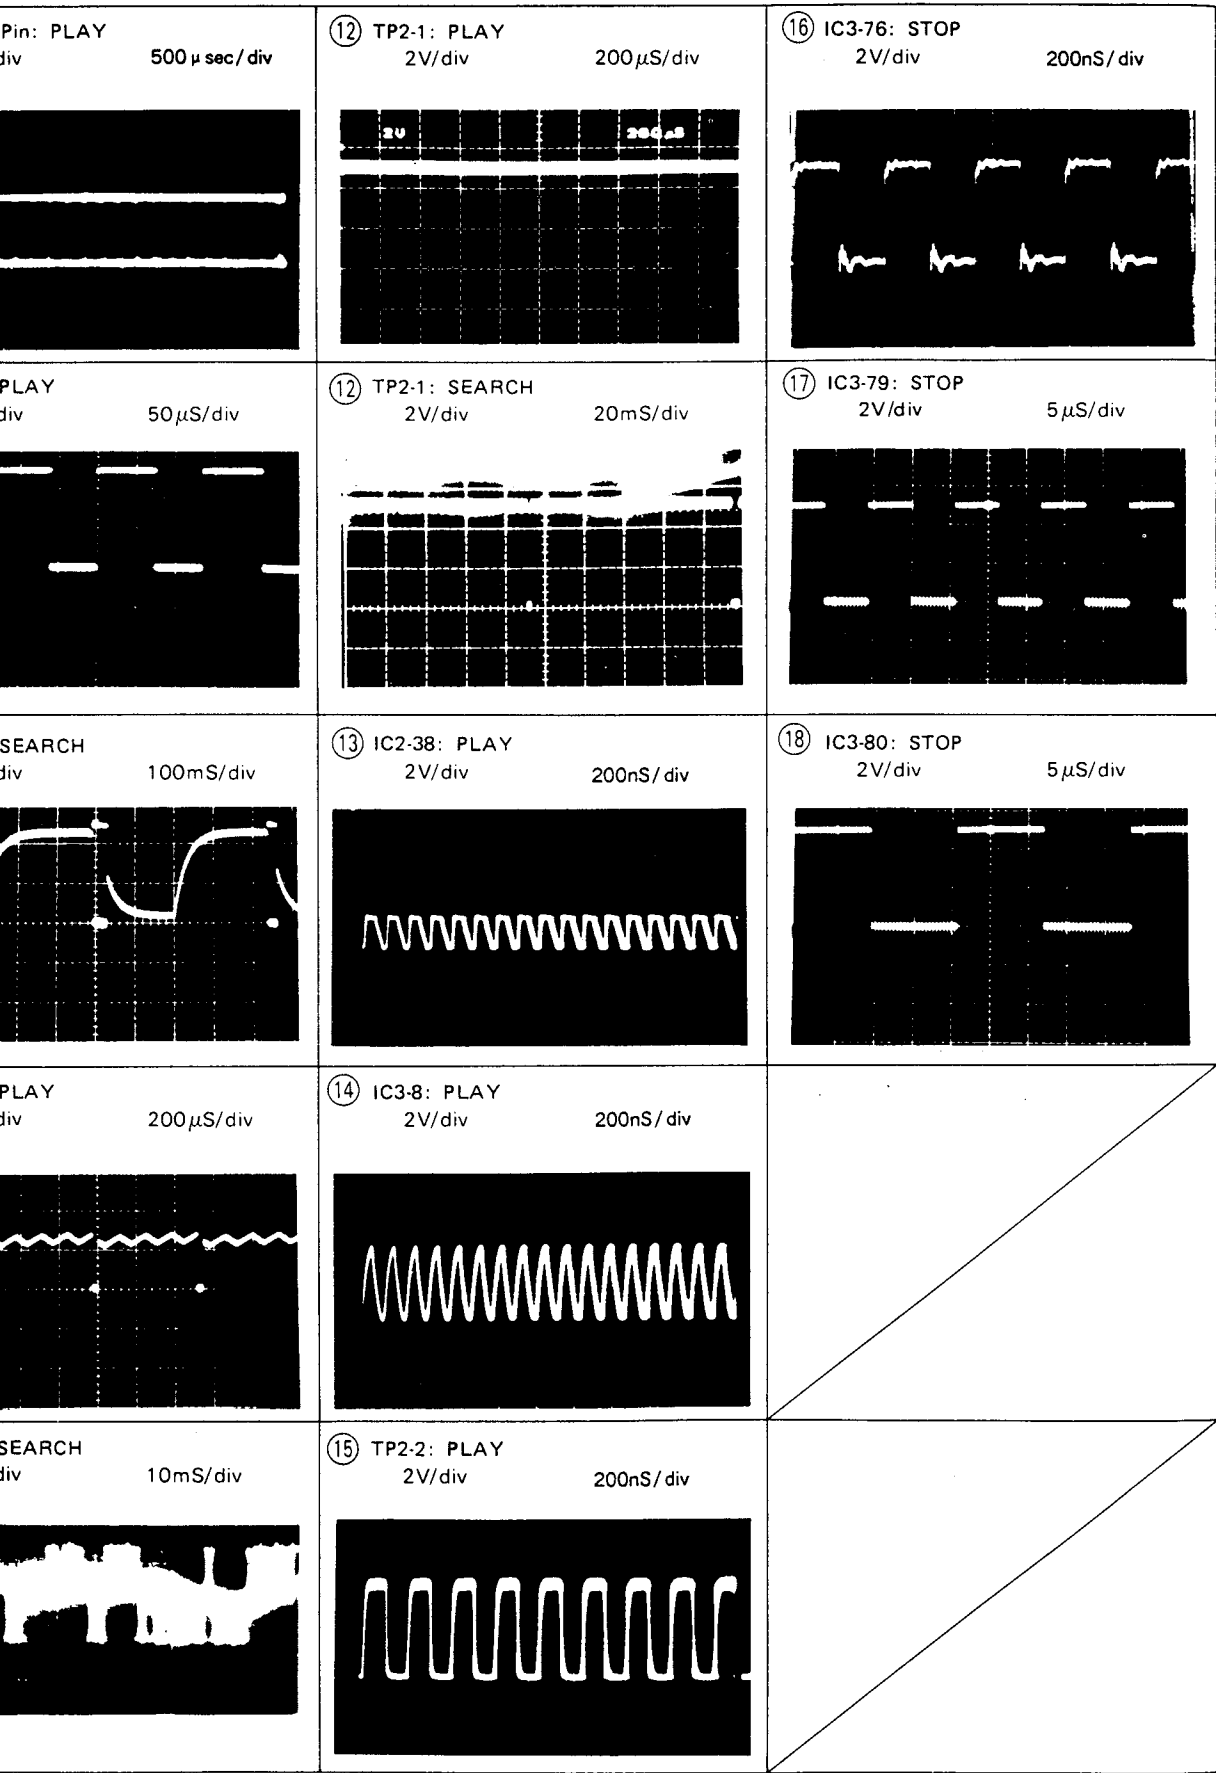 Pin: PLAY
div 500 μ sec/div
⑫ TP2-1: PLAY
2V/div 200μS/div
2V
⑯ IC3-76: STOP
2V/div 200nS/div
PLAY
div 50μS/div
⑫ TP2-1: SEARCH
2V/div 20mS/div
⑰ IC3-79: STOP
2V/div 5μS/div
SEARCH
div 100mS/div
⑬ IC2-38: PLAY
2V/div 200nS/div
⑱ IC3-80: STOP
2V/div 5μS/div
PLAY
div 200μS/div
⑭ IC3-8: PLAY
2V/div 200nS/div
SEARCH
div 10mS/div
⑮ TP2-2: PLAY
2V/div 200nS/div